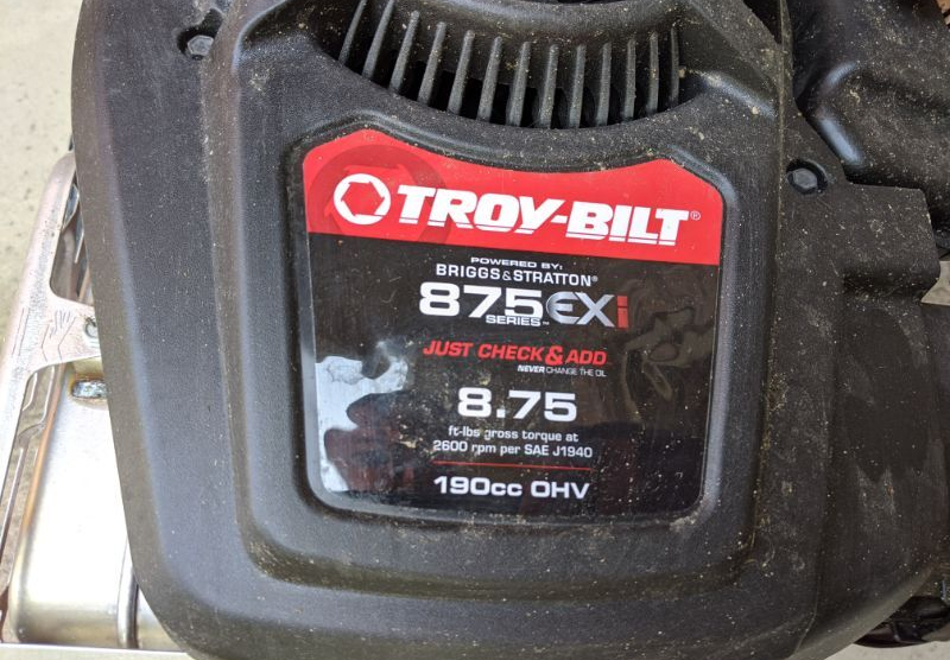 TROY-BILT®
POWERED BY:
BRIGGS & STRATTON®
875 EXi
SERIES™
JUST CHECK & ADD
NEVER CHANGE THE OIL
8.75
ft-lbs gross torque at
2600 rpm per SAE J1940
190cc OHV